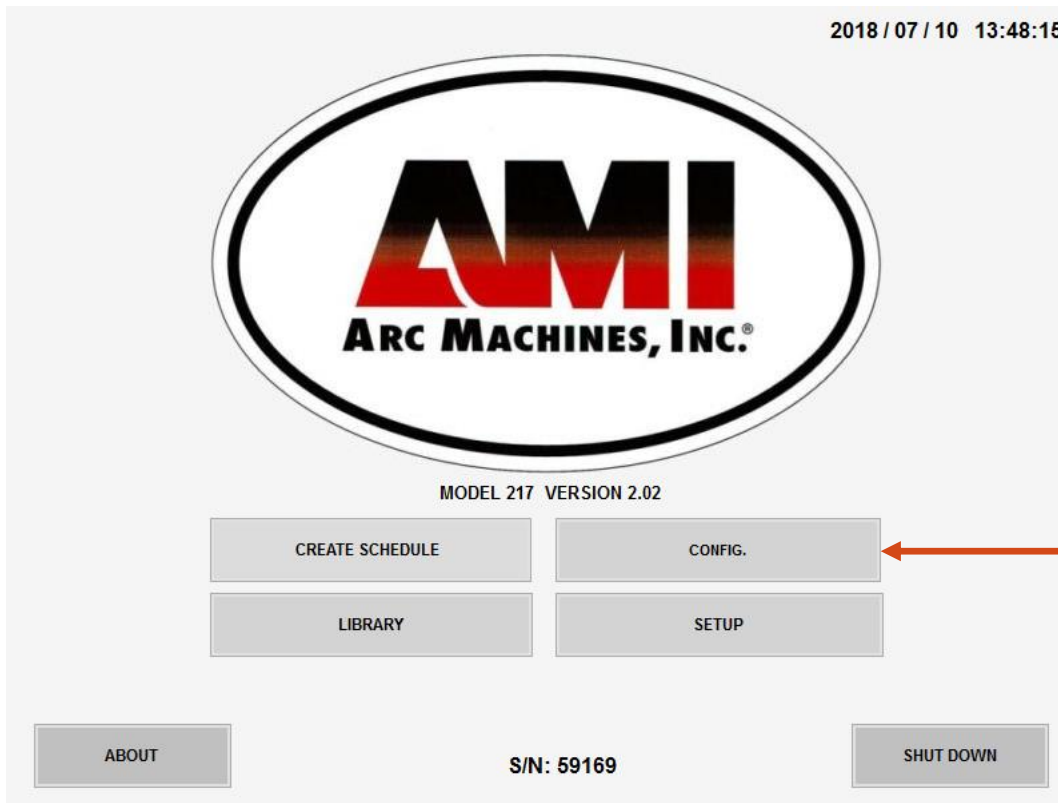 2018 / 07 / 10 13:48:15
AMI
ARC MACHINES, INC.®
MODEL 217 VERSION 2.02
CREATE SCHEDULE
CONFIG.
LIBRARY
SETUP
ABOUT
S/N: 59169
SHUT DOWN